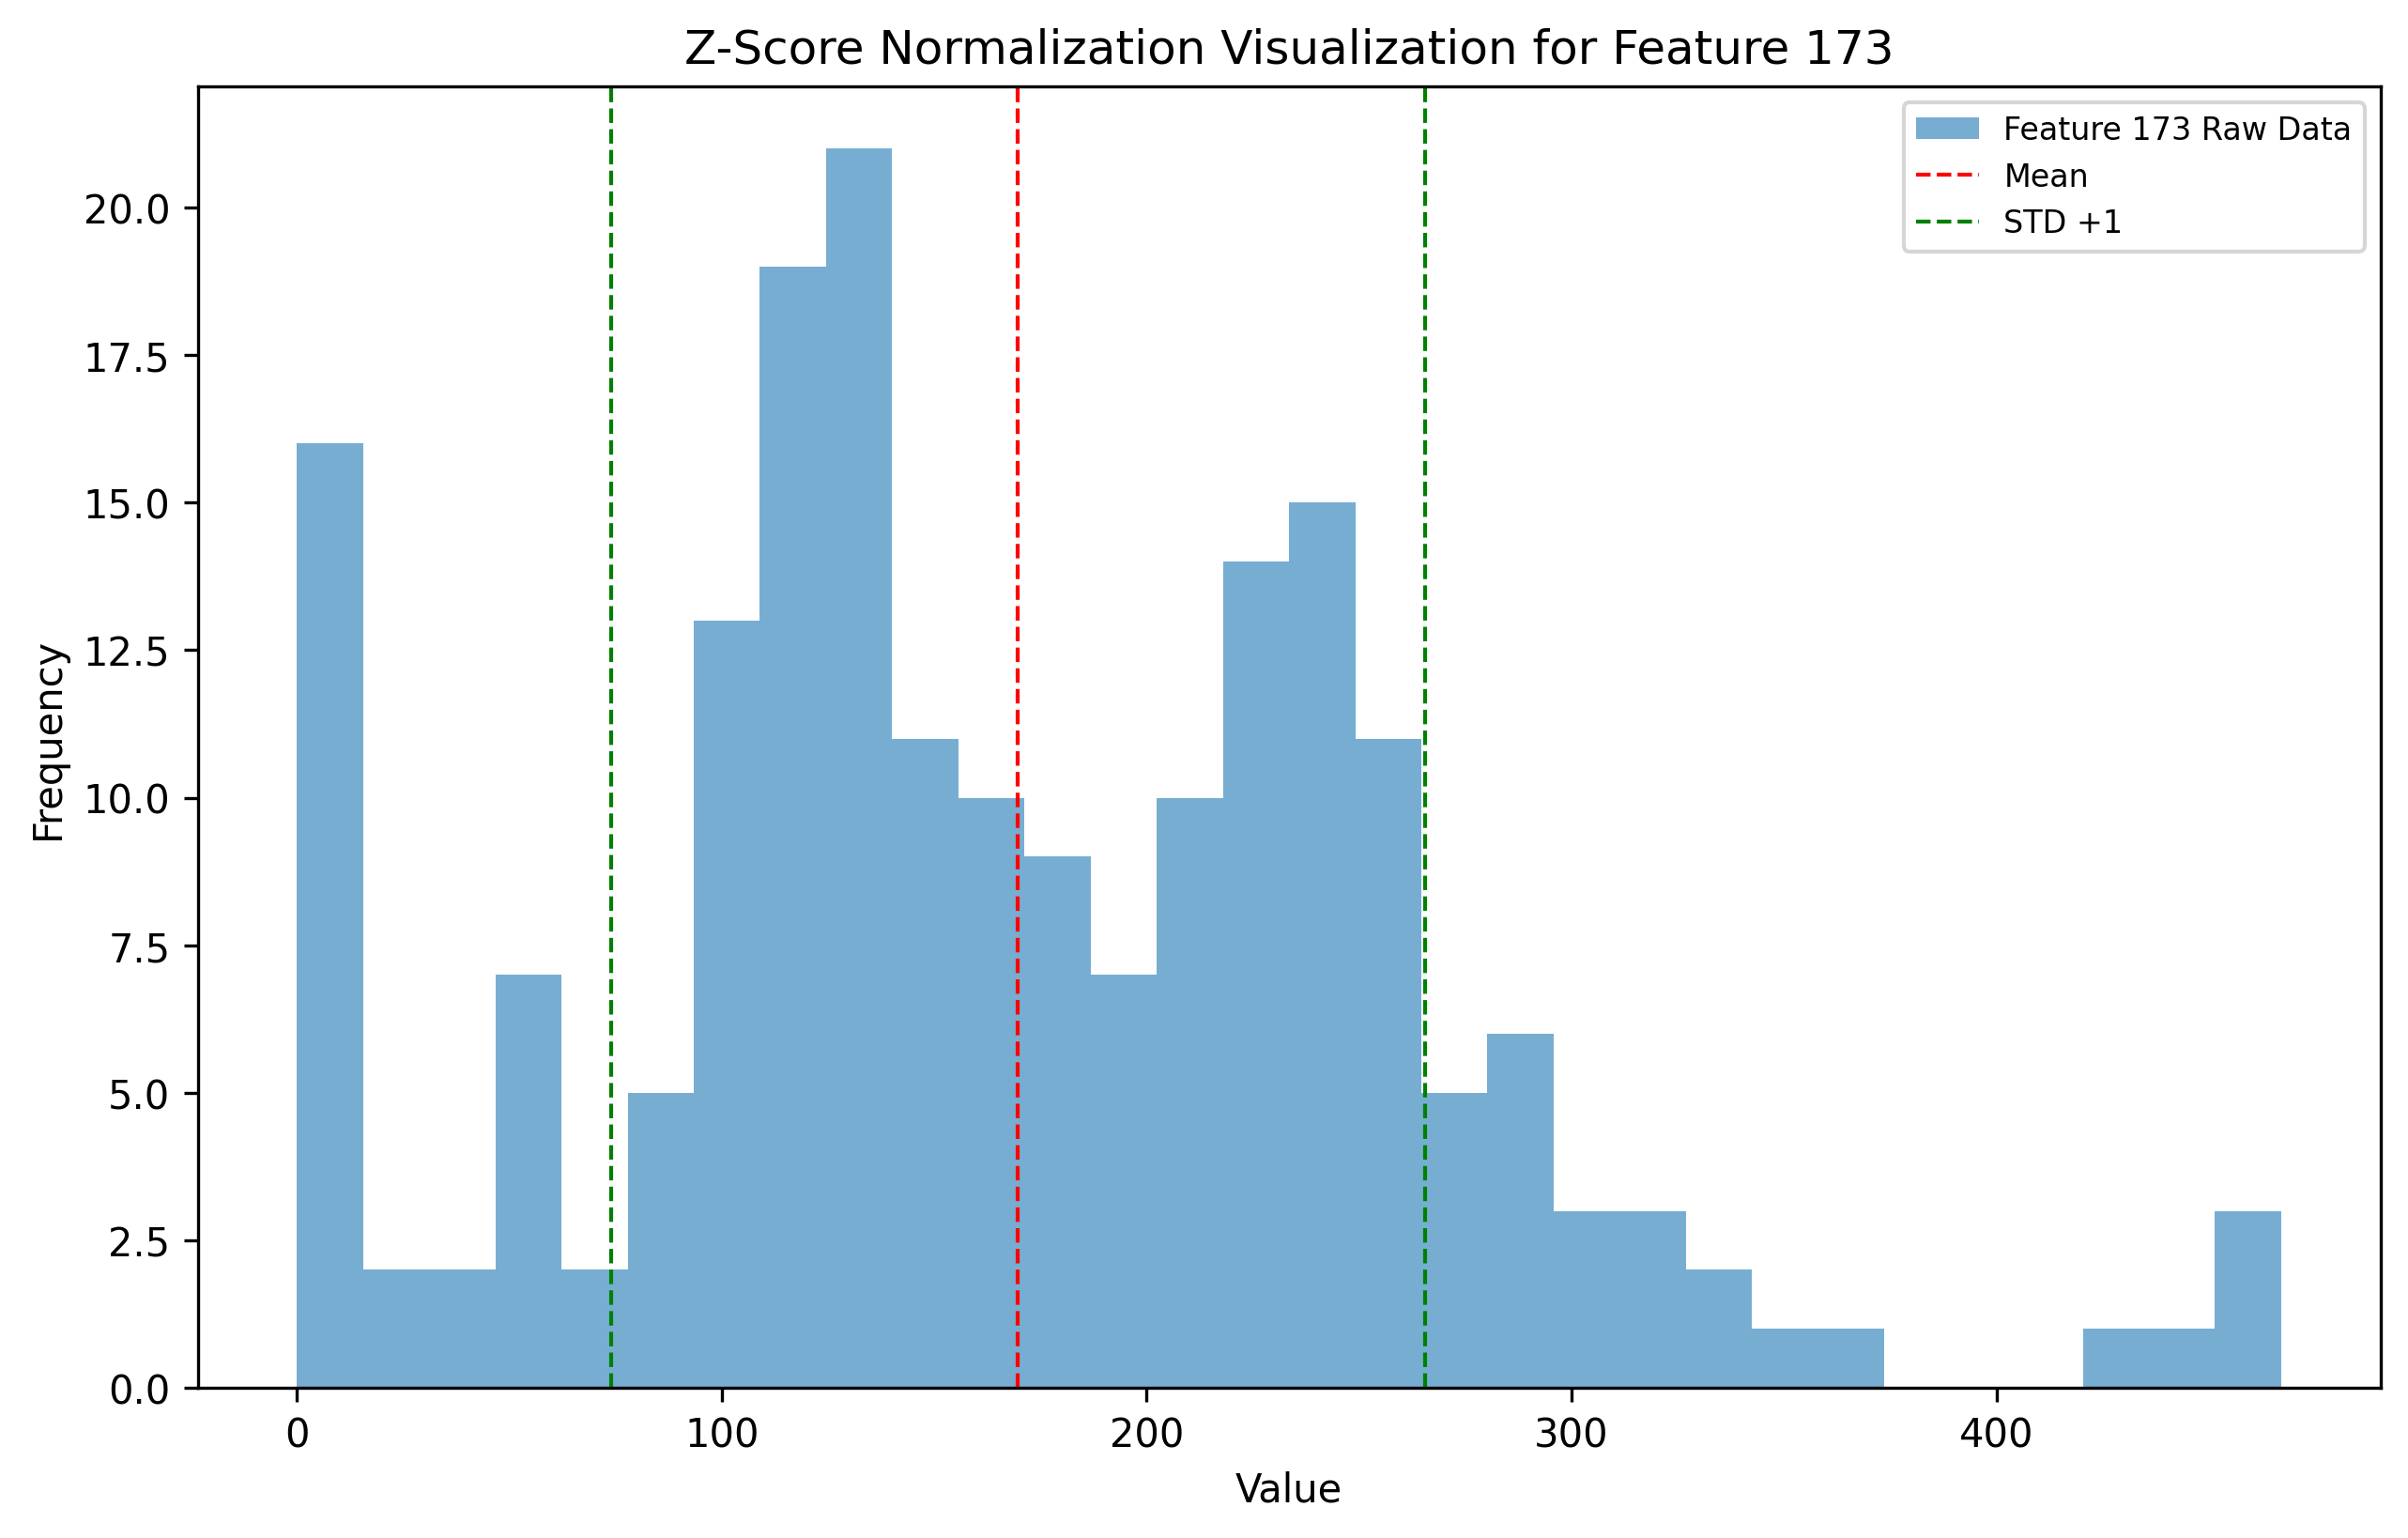 Z-Score Normalization Visualization for Feature 173
Feature 173 Raw Data
Mean
STD +1
Frequency
20.0
17.5
15.0
12.5
10.0
7.5
5.0
2.5
0.0
0 100 200 300 400
Value